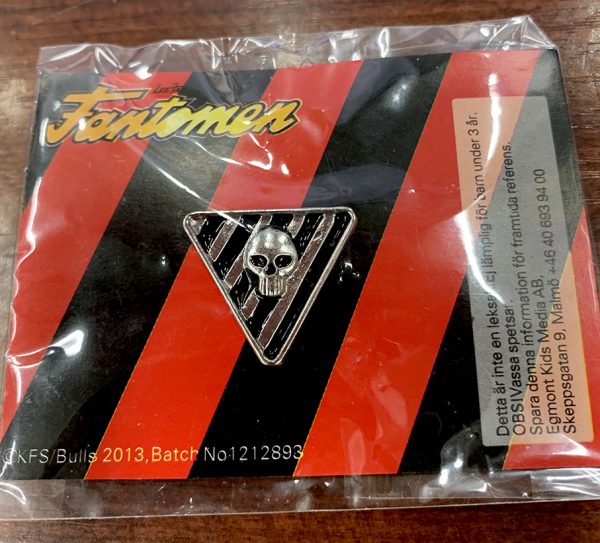 Lee
Fantomen
Detta är inte en leksak. Ej lämplig för barn under 3 år.
OBS! Vassa spetsar.
Spara denna information för framtida referens.
Egmont Kids Media AB,
Skeppsgatan 9, Malmö +46 40 693 94 00
©KFS/Bulls 2013,Batch No1212893